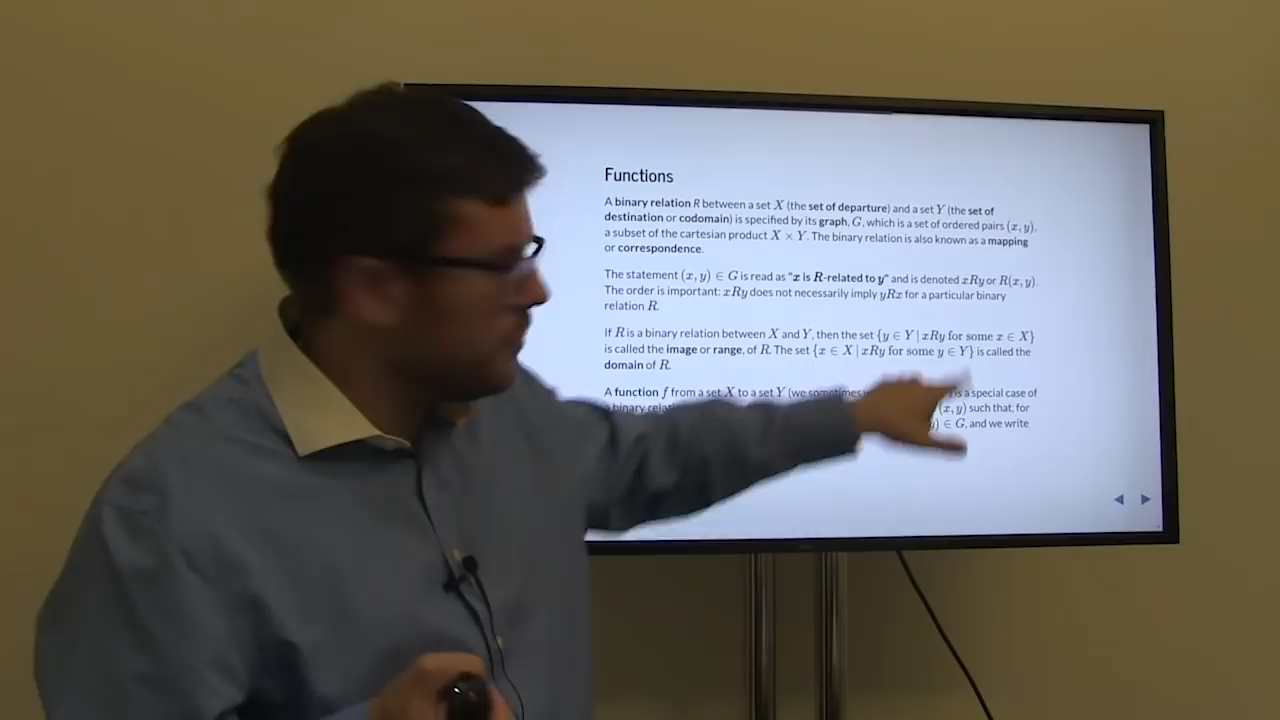 Functions
A binary relation R between a set X (the set of departure) and a set Y (the set of
destination or codomain) is specified by its graph, G, which is a set of ordered pairs (x, y),
a subset of the cartesian product X × Y. The binary relation is also known as a mapping
or correspondence.
The statement (x, y) ∈ G is read as "x is R-related to y" and is denoted xRy or R(x, y).
The order is important: xRy does not necessarily imply yRx for a particular binary
relation R.
If R is a binary relation between X and Y, then the set {y ∈ Y | xRy for some x ∈ X}
is called the image or range, of R. The set {x ∈ X | xRy for some y ∈ Y} is called the
domain of R.
A function f from a set X to a set Y (we sometimes is a special case of
a binary (x, y) such that, for
∈ G, and we write